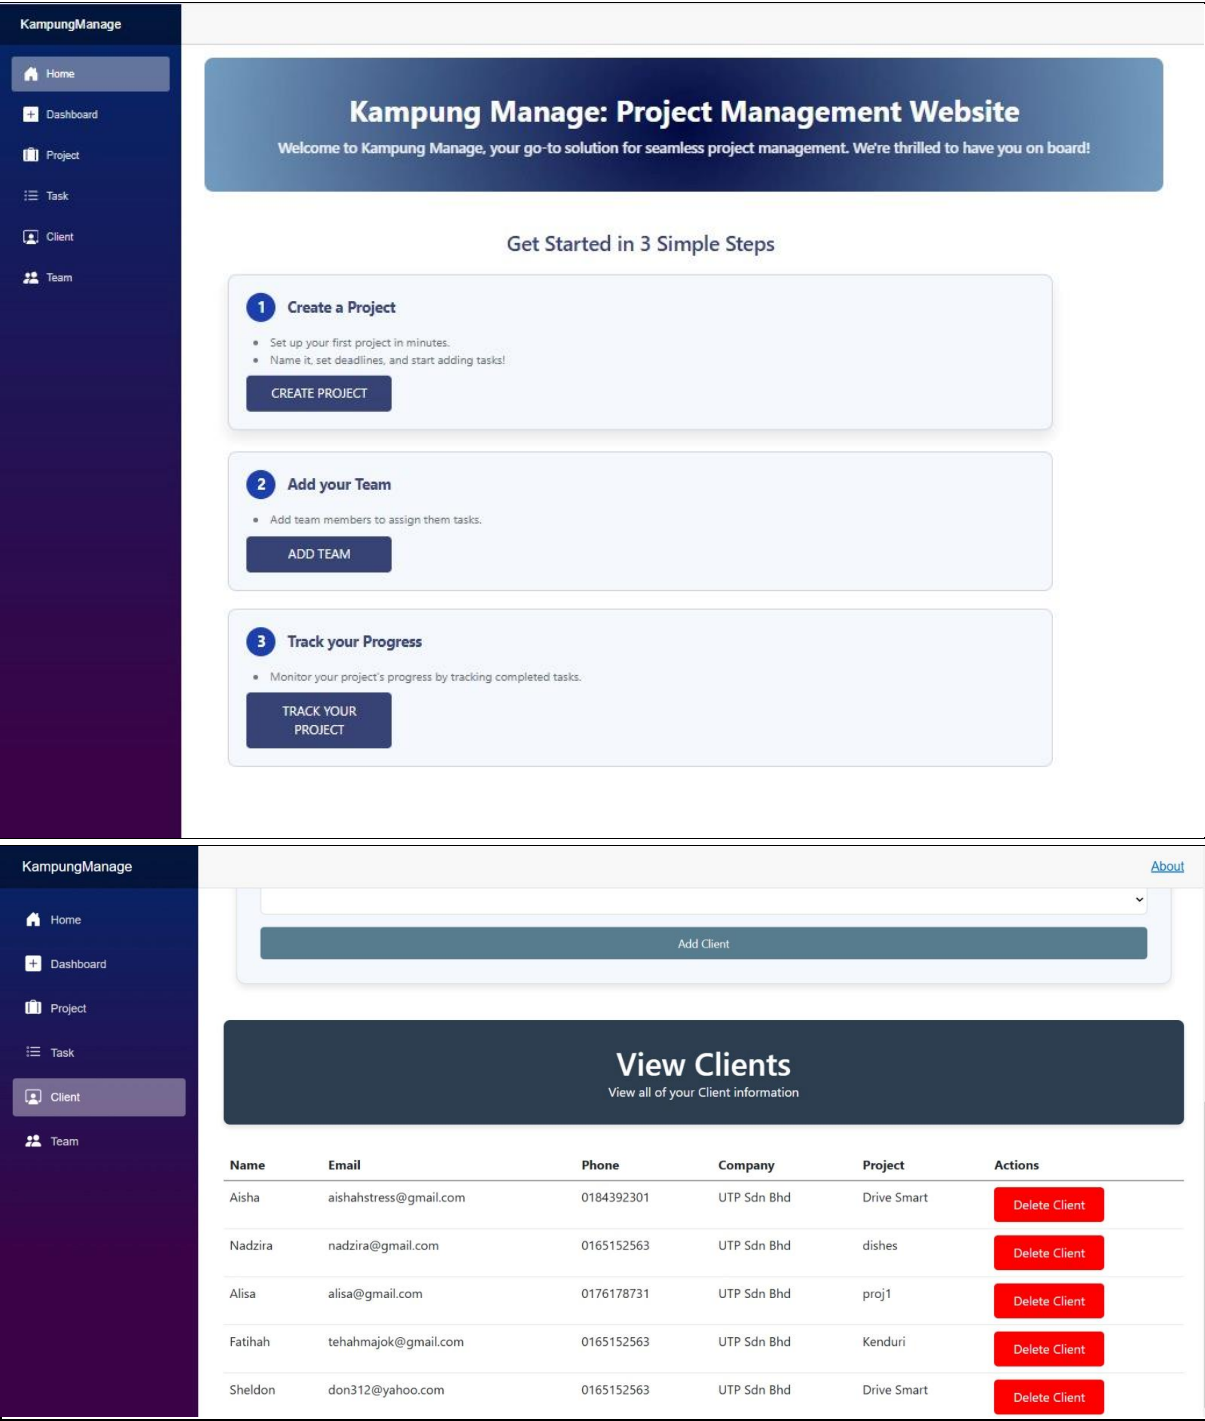 KampungManage
Home
Dashboard
Project
Task
Client
Team
Kampung Manage: Project Management Website
Welcome to Kampung Manage, your go-to solution for seamless project management. We're thrilled to have you on board!
Get Started in 3 Simple Steps
1 Create a Project
Set up your first project in minutes.
Name it, set deadlines, and start adding tasks!
CREATE PROJECT
2 Add your Team
Add team members to assign them tasks.
ADD TEAM
3 Track your Progress
Monitor your project's progress by tracking completed tasks.
TRACK YOUR
PROJECT
KampungManage
About
Home
Dashboard
Project
Task
Client
Team
Add Client
View Clients
View all of your Client information
Name Email Phone Company Project Actions
Aisha aishahstress@gmail.com 0184392301 UTP Sdn Bhd Drive Smart Delete Client
Nadzira nadzira@gmail.com 0165152563 UTP Sdn Bhd dishes Delete Client
Alisa alisa@gmail.com 0176178731 UTP Sdn Bhd proj1 Delete Client
Fatihah tehahmajok@gmail.com 0165152563 UTP Sdn Bhd Kenduri Delete Client
Sheldon don312@yahoo.com 0165152563 UTP Sdn Bhd Drive Smart Delete Client